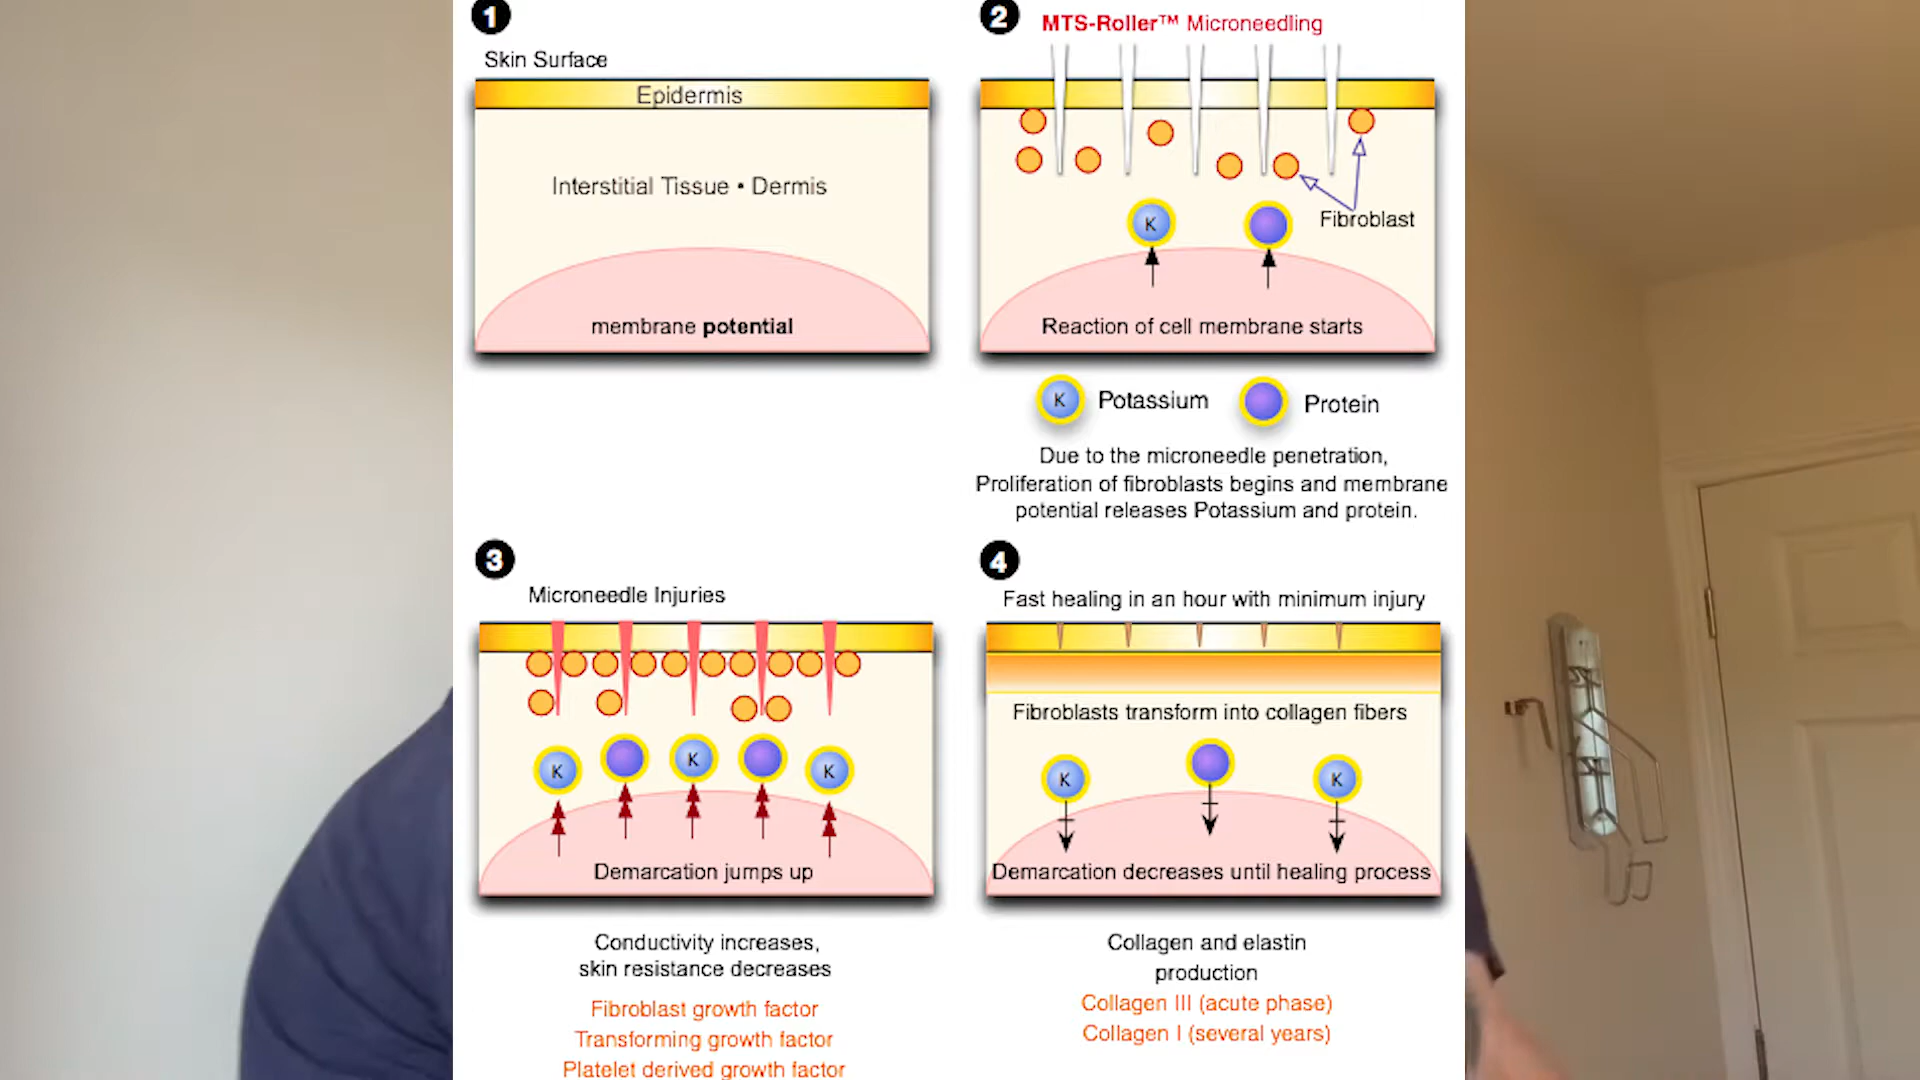 1
Skin Surface
Epidermis
Interstitial Tissue • Dermis
membrane potential
2
MTS-Roller™ Microneedling
Fibroblast
K
Reaction of cell membrane starts
K Potassium Protein
Due to the microneedle penetration,
Proliferation of fibroblasts begins and membrane
potential releases Potassium and protein.
3
Microneedle Injuries
K K K
Demarcation jumps up
Conductivity increases,
skin resistance decreases
Fibroblast growth factor
Transforming growth factor
Platelet derived growth factor
4
Fast healing in an hour with minimum injury
Fibroblasts transform into collagen fibers
K K
Demarcation decreases until healing process
Collagen and elastin
production
Collagen III (acute phase)
Collagen I (several years)